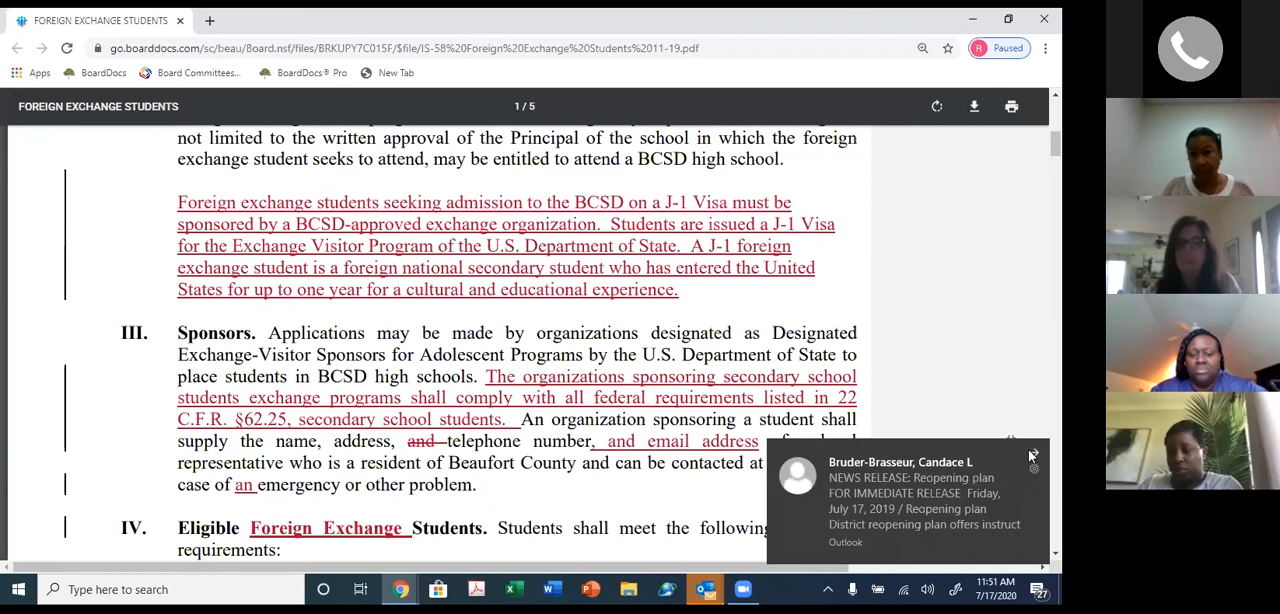 FOREIGN EXCHANGE STUDENTS
go.boarddocs.com/sc/beau/Board.nsf/files/BRKUPY7C015F/$file/IS-58%20Foreign%20Exchange%20Students%2011-19.pdf
R Paused
Apps BoardDocs Board Committees... BoardDocs® Pro New Tab
FOREIGN EXCHANGE STUDENTS 1 / 5
not limited to the written approval of the Principal of the school in which the foreign
exchange student seeks to attend, may be entitled to attend a BCSD high school.
Foreign exchange students seeking admission to the BCSD on a J-1 Visa must be
sponsored by a BCSD-approved exchange organization. Students are issued a J-1 Visa
for the Exchange Visitor Program of the U.S. Department of State. A J-1 foreign
exchange student is a foreign national secondary student who has entered the United
States for up to one year for a cultural and educational experience.
III. Sponsors. Applications may be made by organizations designated as Designated
Exchange-Visitor Sponsors for Adolescent Programs by the U.S. Department of State to
place students in BCSD high schools. The organizations sponsoring secondary school
students exchange programs shall comply with all federal requirements listed in 22
C.F.R. §62.25, secondary school students. An organization sponsoring a student shall
supply the name, address, and telephone number, and email address
representative who is a resident of Beaufort County and can be contacted at
case of an emergency or other problem.
IV. Eligible Foreign Exchange Students. Students shall meet the following
requirements:
Bruder-Brasseur, Candace L
NEWS RELEASE: Reopening plan
FOR IMMEDIATE RELEASE Friday,
July 17, 2019 / Reopening plan
District reopening plan offers instruct
Outlook
Type here to search
11:51 AM
7/17/2020
27